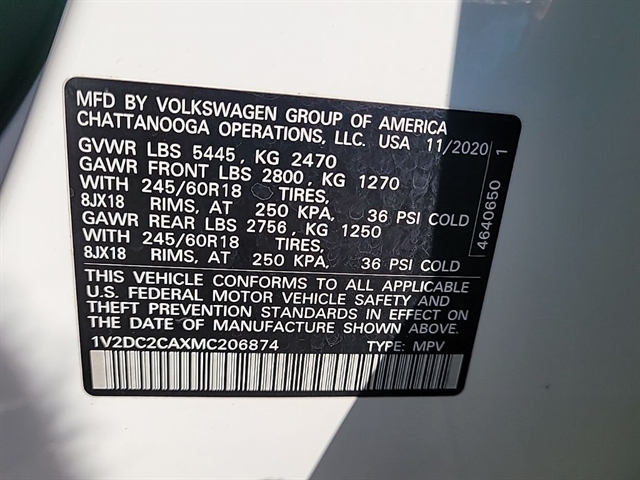 MFD BY VOLKSWAGEN GROUP OF AMERICA
CHATTANOOGA OPERATIONS, LLC. USA 11/2020
GVWR LBS 5445, KG 2470
GAWR FRONT LBS 2800, KG 1270
WITH 245/60R18 TIRES,
8JX18 RIMS, AT 250 KPA, 36 PSI COLD
GAWR REAR LBS 2756, KG 1250
WITH 245/60R18 TIRES,
8JX18 RIMS, AT 250 KPA, 36 PSI COLD
THIS VEHICLE CONFORMS TO ALL APPLICABLE
U.S. FEDERAL MOTOR VEHICLE SAFETY AND
THEFT PREVENTION STANDARDS IN EFFECT ON
THE DATE OF MANUFACTURE SHOWN ABOVE.
1V2DC2CAXMC206874 TYPE: MPV
4640650 1